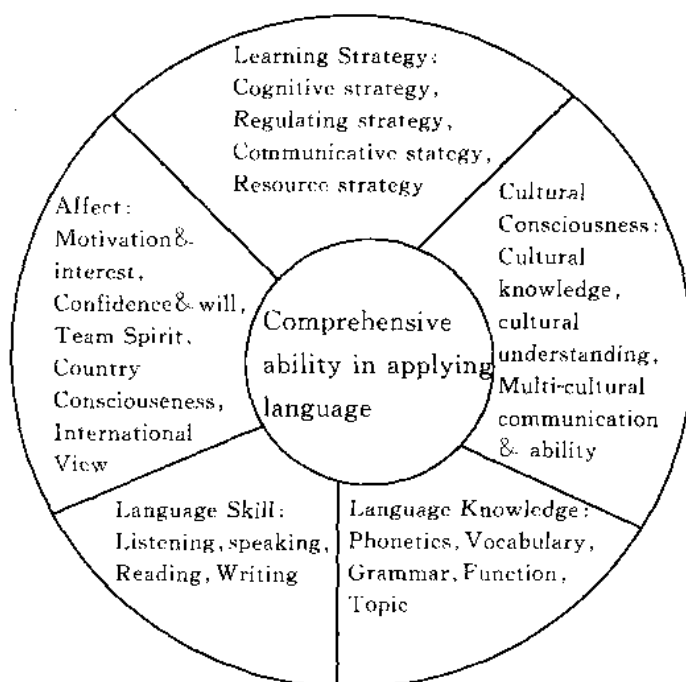 Learning Strategy:
Cognitive strategy,
Regulating strategy,
Communicative stategy,
Resource strategy
Cultural
Consciousness:
Cultural
knowledge,
cultural
understanding,
Multi-cultural
communication
& ability
Affect:
Motivation&
interest,
Confidence& will,
Team Spirit,
Country
Consciouseness,
International
View
Comprehensive
ability in applying
language
Language Skill:
Listening, speaking,
Reading, Writing
Language Knowledge:
Phonetics, Vocabulary,
Grammar, Function,
Topic